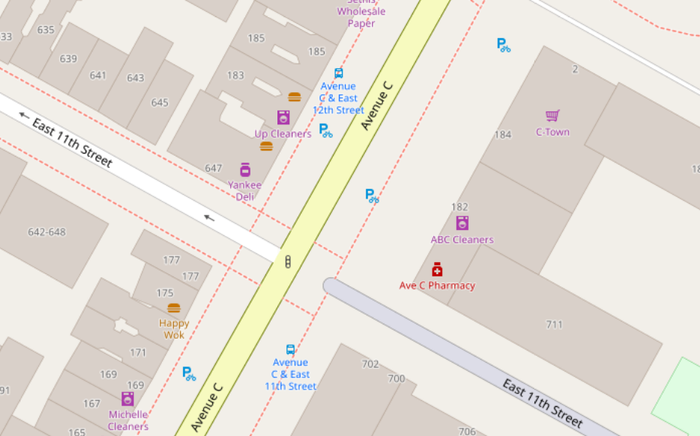 Sethi's
Wholesale
Paper
635
633
185
185
639
641
643
183
645
2
Avenue
C & East
12th Street
Avenue C
C-Town
184
Up Cleaners
East 11th Street
647
Yankee
Deli
182
ABC Cleaners
642-648
177
177
175
Ave C Pharmacy
Happy
Wok
711
171
Avenue
C & East
11th Street
702
700
169
169
East 11th Street
Avenue C
Michelle
Cleaners
167
165
706